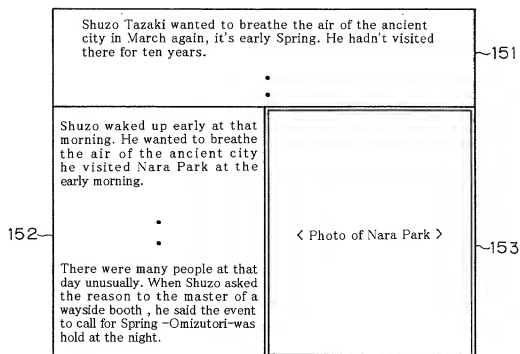 Shuzo Tazaki wanted to breathe the air of the ancient
city in March again, it's early Spring. He hadn't visited
there for ten years.
151
Shuzo waked up early at that
morning. He wanted to breathe
the air of the ancient city
he visited Nara Park at the
early morning.
152
There were many people at that
day unusually. When Shuzo asked
the reason to the master of a
wayside booth , he said the event
to call for Spring -Omizutori-was
hold at the night.
< Photo of Nara Park >
153